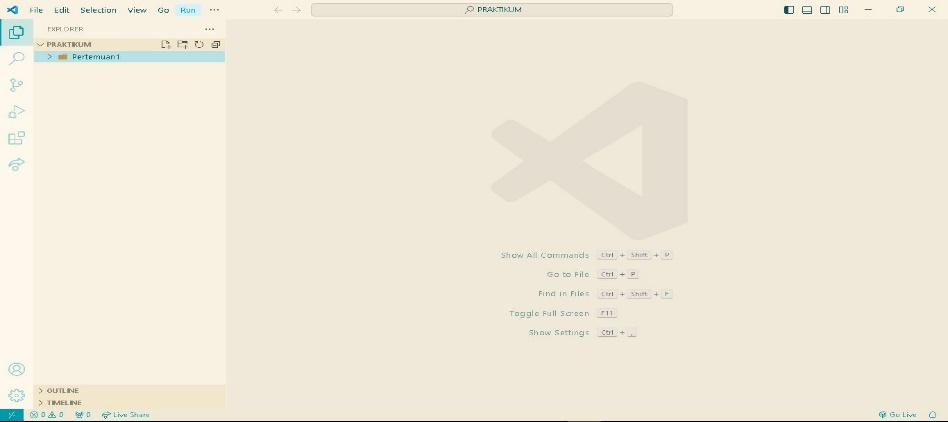 File Edit Selection View Go Run ... PRAKTIKUM
EXPLORER ...
PRAKTIKUM
Pertemuan1
Show All Commands Ctrl + Shift + P
Go to File Ctrl + P
Find in Files Ctrl + Shift + F
Toggle Full Screen F11
Show Settings Ctrl + ,
OUTLINE
TIMELINE
0 0 0 Live Share Go Live